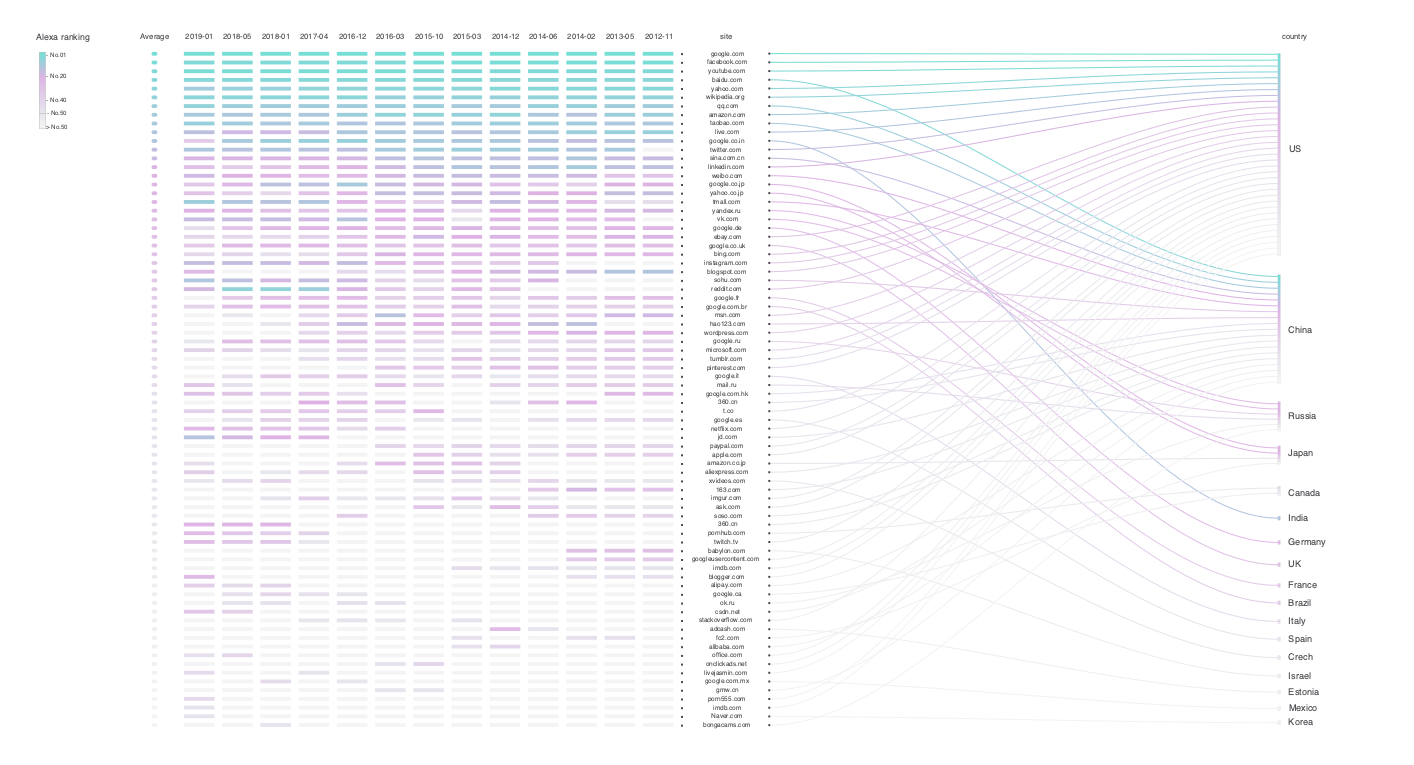 Alexa ranking
No.01
No.20
No.40
No.50
> No.50
Average 2019-01 2018-05 2018-01 2017-04 2016-12 2016-03 2015-10 2015-03 2014-12 2014-06 2014-02 2013-05 2012-11 site country
google.com
facebook.com
youtube.com
baidu.com
yahoo.com
wikipedia.org
qq.com
amazon.com
taobao.com
live.com
google.co.in
twitter.com
sina.com.cn
linkedin.com
weibo.com
google.co.jp
yahoo.co.jp
tmall.com
yandex.ru
vk.com
google.de
ebay.com
google.co.uk
bing.com
instagram.com
blogspot.com
sohu.com
reddit.com
google.fr
google.com.br
msn.com
hao123.com
wordpress.com
google.ru
microsoft.com
tumblr.com
pinterest.com
google.it
mail.ru
google.com.hk
360.cn
t.co
google.es
netflix.com
jd.com
paypal.com
apple.com
amazon.co.jp
aliexpress.com
xvideos.com
163.com
imgur.com
ask.com
soso.com
360.cn
pornhub.com
twitch.tv
babylon.com
googleusercontent.com
imdb.com
blogger.com
alipay.com
google.ca
ok.ru
csdn.net
stackoverflow.com
adcash.com
fc2.com
alibaba.com
office.com
onclickads.net
livejasmin.com
google.com.mx
gmw.cn
porn555.com
imdb.com
Naver.com
bongacams.com
US
China
Russia
Japan
Canada
India
Germany
UK
France
Brazil
Italy
Spain
Crech
Israel
Estonia
Mexico
Korea